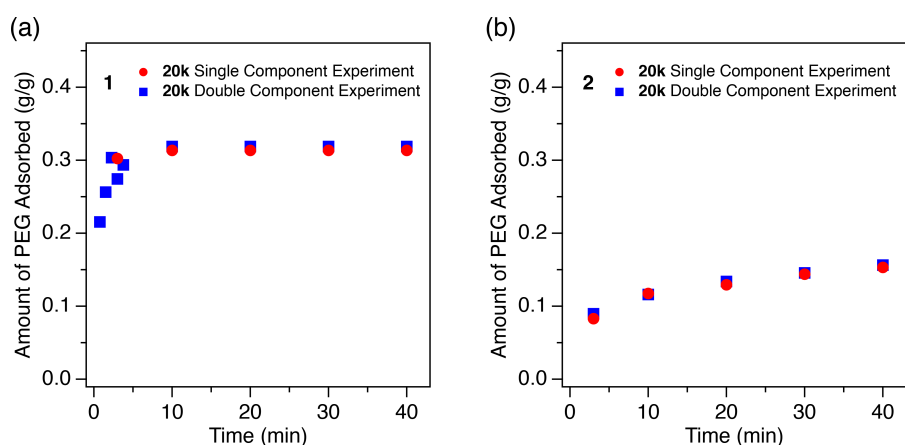 (a)
1
20k Single Component Experiment
20k Double Component Experiment
Amount of PEG Adsorbed (g/g)
0.4
0.3
0.2
0.1
0.0
0 10 20 30 40
Time (min)
(b)
2
20k Single Component Experiment
20k Double Component Experiment
Amount of PEG Adsorbed (g/g)
0.4
0.3
0.2
0.1
0.0
0 10 20 30 40
Time (min)